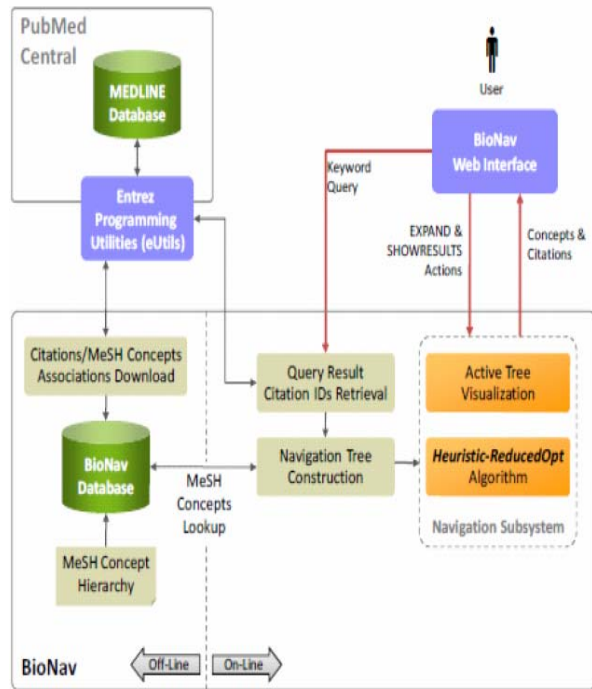 PubMed
Central
MEDLINE
Database
User
BioNav
Web Interface
Keyword
Query
Entrez
Programming
Utilities (eUtils)
EXPAND &
SHOWRESULTS
Actions
Concepts &
Citations
Citations/MeSH Concepts
Associations Download
Query Result
Citation IDs Retrieval
Active Tree
Visualization
BioNav
Database
MeSH
Concepts
Lookup
Navigation Tree
Construction
Heuristic-ReducedOpt
Algorithm
Navigation Subsystem
MeSH Concept
Hierarchy
BioNav
Off-Line
On-Line